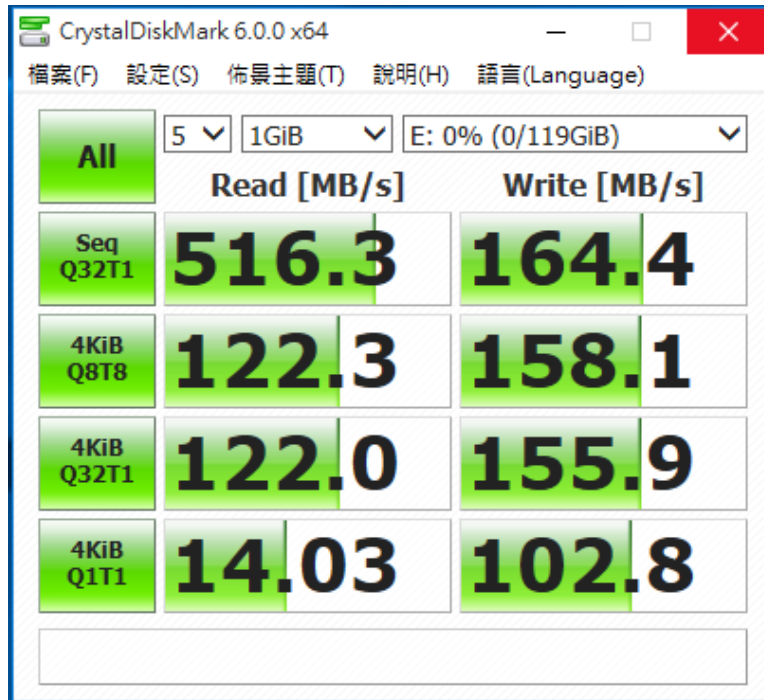 CrystalDiskMark 6.0.0 x64
檔案(F) 設定(S) 佈景主題(T) 說明(H) 語言(Language)
All 5 1GiB E: 0% (0/119GiB)
Read [MB/s] Write [MB/s]
Seq
Q32T1 516.3 164.4
4KiB
Q8T8 122.3 158.1
4KiB
Q32T1 122.0 155.9
4KiB
Q1T1 14.03 102.8